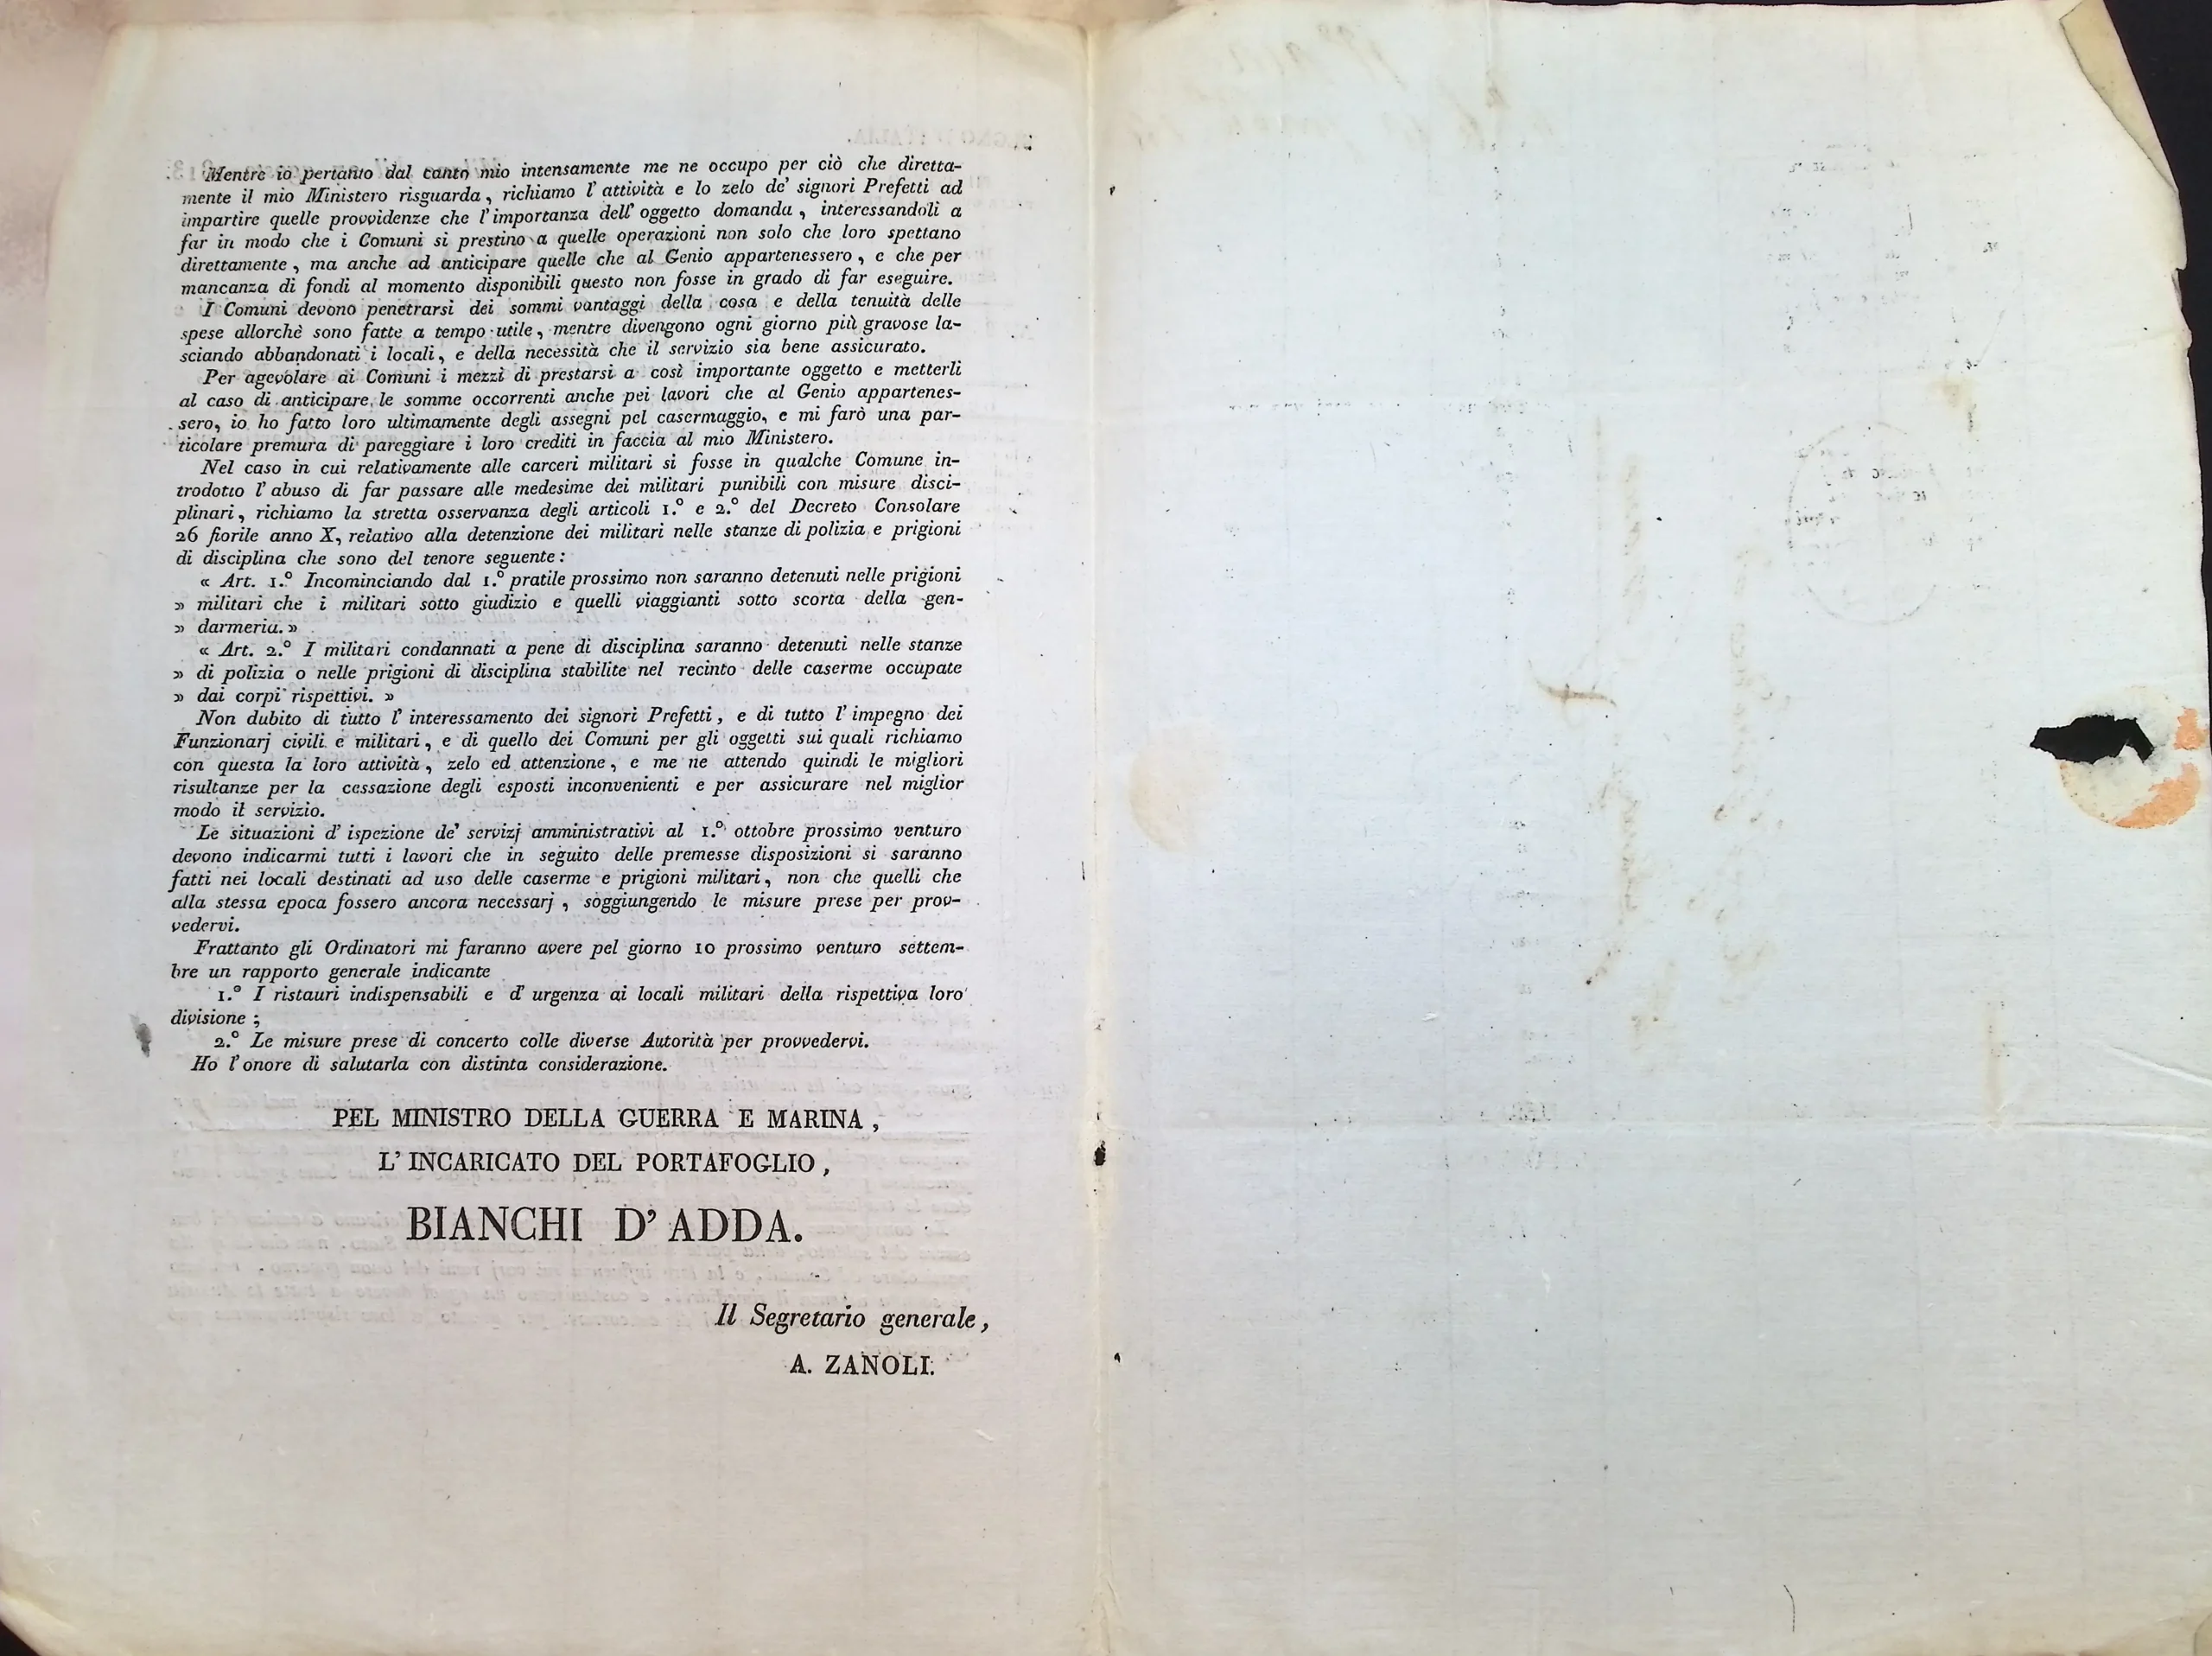 Mentre io pertanto dal canto mio intensamente me ne occupo per ciò che diretta-
mente il mio Ministero risguarda, richiamo l'attività e lo zelo de' signori Prefetti ad
impartire quelle provvidenze che l'importanza dell'oggetto domanda, interessandoli a
far in modo che i Comuni si prestino a quelle operazioni non solo che loro spettano
direttamente, ma anche ad anticipare quelle che al Genio appartenessero, e che per
mancanza di fondi al momento disponibili questo non fosse in grado di far eseguire.
I Comuni devono penetrarsi dei sommi vantaggi della cosa e della tenuità delle
spese allorchè sono fatte a tempo utile, mentre divengono ogni giorno più gravose la-
sciando abbandonati i locali, e della necessità che il servizio sia bene assicurato.
Per agevolare ai Comuni i mezzi di prestarsi a così importante oggetto e metterli
al caso di anticipare le somme occorrenti anche pei lavori che al Genio appartenes-
sero, io ho fatto loro ultimamente degli assegni pel casermaggio, e mi farò una par-
ticolare premura di pareggiare i loro crediti in faccia al mio Ministero.
Nel caso in cui relativamente alle carceri militari si fosse in qualche Comune in-
trodotto l'abuso di far passare alle medesime dei militari punibili con misure disci-
plinari, richiamo la stretta osservanza degli articoli 1.° e 2.° del Decreto Consolare
26 fiorile anno X, relativo alla detenzione dei militari nelle stanze di polizia e prigioni
di disciplina che sono del tenore seguente:
« Art. 1.° Incominciando dal 1.° pratile prossimo non saranno detenuti nelle prigioni
» militari che i militari sotto giudizio e quelli viaggianti sotto scorta della gen-
» darmeria. »
« Art. 2.° I militari condannati a pene di disciplina saranno detenuti nelle stanze
» di polizia o nelle prigioni di disciplina stabilite nel recinto delle caserme occupate
» dai corpi rispettivi. »
Non dubito di tutto l'interessamento dei signori Prefetti, e di tutto l'impegno dei
Funzionarj civili e militari, e di quello dei Comuni per gli oggetti sui quali richiamo
con questa la loro attività, zelo ed attenzione, e me ne attendo quindi le migliori
risultanze per la cessazione degli esposti inconvenienti e per assicurare nel miglior
modo il servizio.
Le situazioni d'ispezione de' servizj amministrativi al 1.° ottobre prossimo venturo
devono indicarmi tutti i lavori che in seguito delle premesse disposizioni si saranno
fatti nei locali destinati ad uso delle caserme e prigioni militari, non che quelli che
alla stessa epoca fossero ancora necessarj, soggiungendo le misure prese per prov-
vedervi.
Frattanto gli Ordinatori mi faranno avere pel giorno 10 prossimo venturo settem-
bre un rapporto generale indicante
1.° I ristauri indispensabili e d'urgenza ai locali militari della rispettiva loro
divisione;
2.° Le misure prese di concerto colle diverse Autorità per provvedervi.
Ho l'onore di salutarla con distinta considerazione.
PEL MINISTRO DELLA GUERRA E MARINA,
L'INCARICATO DEL PORTAFOGLIO,
BIANCHI D'ADDA.
Il Segretario generale,
A. ZANOLI.